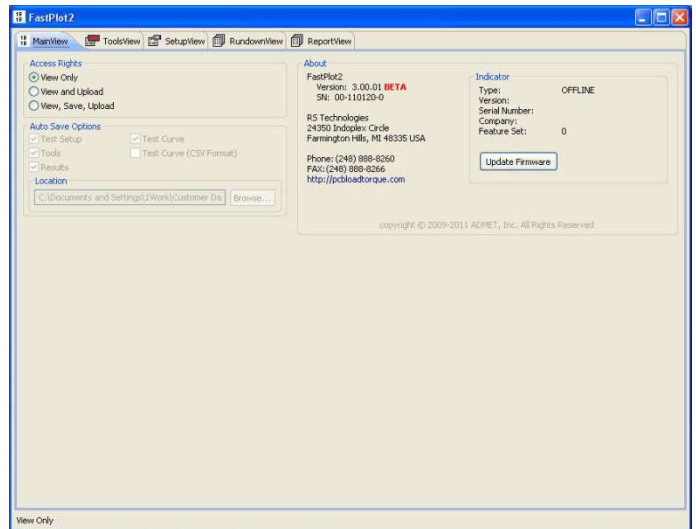 FastPlot2
MainView ToolsView SetupView RundownView ReportView
Access Rights
View Only
View and Upload
View, Save, Upload
Auto Save Options
Test Setup Test Curve
Tools Test Curve (CSV Format)
Results
Location
C:\Documents and Settings\1Work\Customer Da Browse...
About
FastPlot2
Version: 3.00.01 BETA
SN: 00-110120-0
RS Technologies
24350 Indoplex Circle
Farmington Hills, MI 48335 USA
Phone: (248) 888-8260
FAX: (248) 888-8266
http://pcbloadtorque.com
Indicator
Type: OFFLINE
Version:
Serial Number:
Company:
Feature Set: 0
Update Firmware
copyright © 2009-2011 ADMET, Inc. All Rights Reserved
View Only